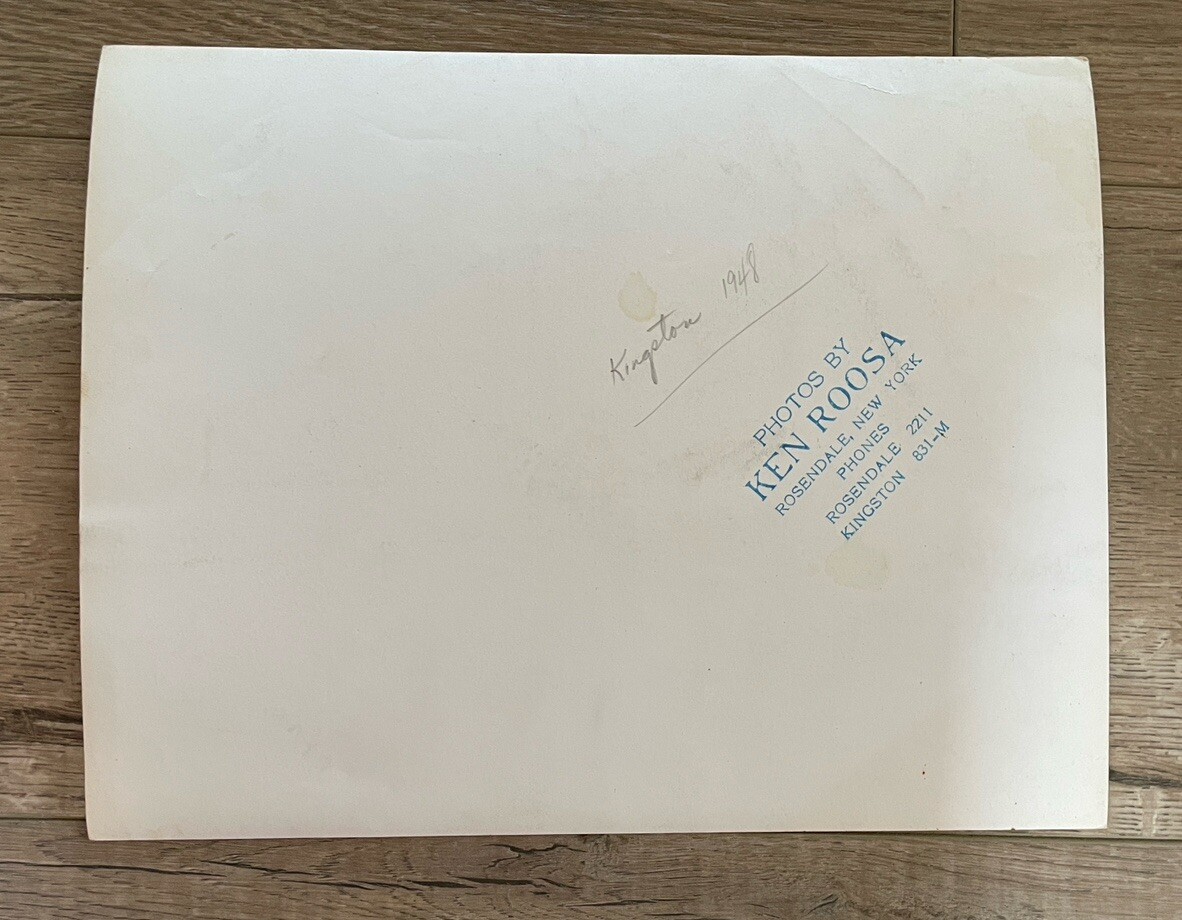 Kingston 1948
PHOTOS BY
KEN ROOSA
ROSENDALE, NEW YORK
PHONES
ROSENDALE 2211
KINGSTON 831-M